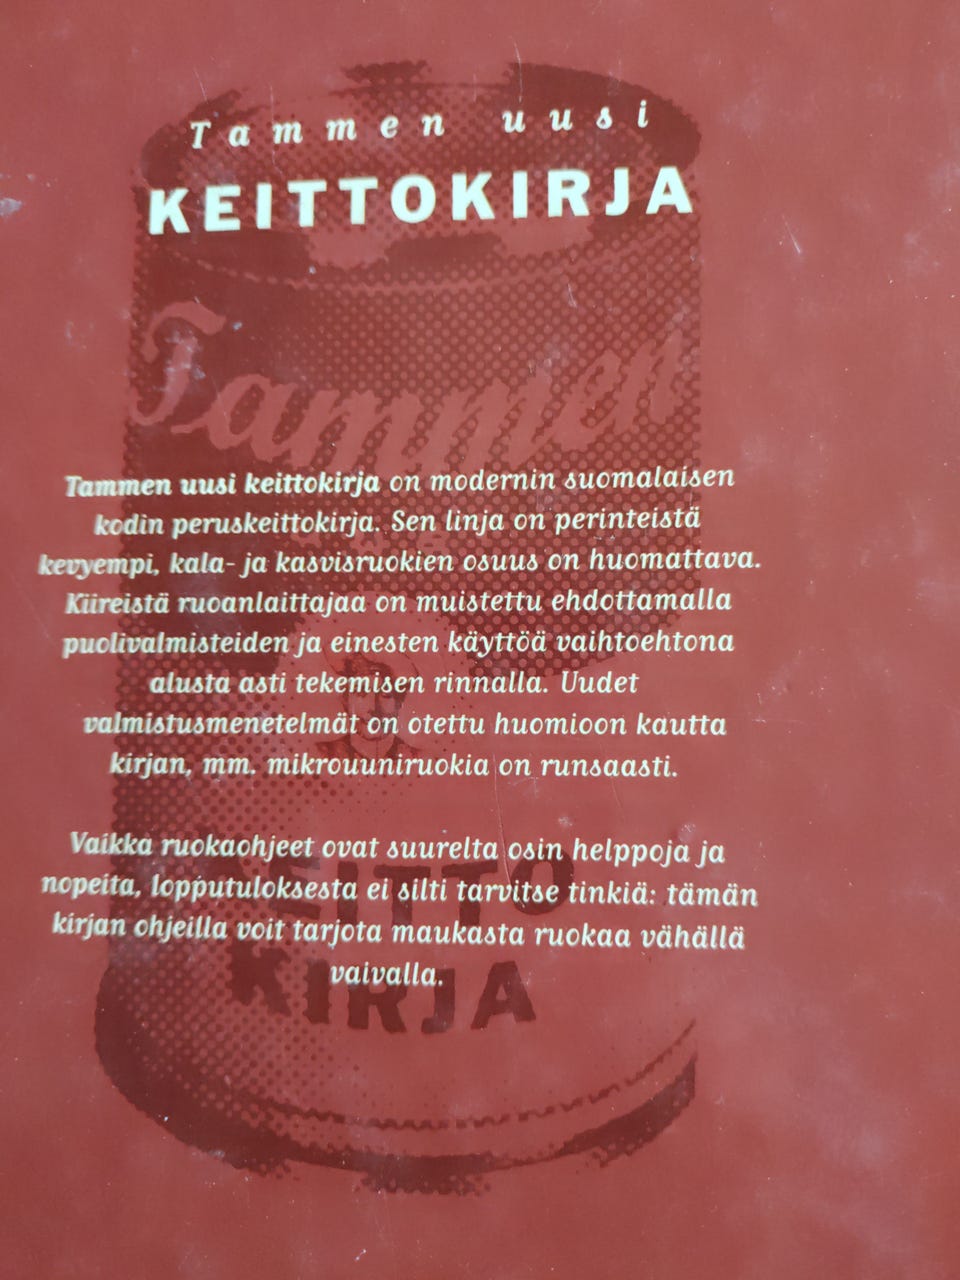 Tammen uusi
KEITTOKIRJA
Tammen
Tammen uusi keittokirja on modernin suomalaisen
kodin peruskeittokirja. Sen linja on perinteistä
kevyempi, kala- ja kasvisruokien osuus on huomattava.
Kiireistä ruoanlaittajaa on muistettu ehdottamalla
puolivalmisteiden ja einesten käyttöä vaihtoehtona
alusta asti tekemisen rinnalla. Uudet
valmistusmenetelmät on otettu huomioon kautta
kirjan, mm. mikrouuniruokia on runsaasti.
Vaikka ruokaohjeet ovat suurelta osin helppoja ja
nopeita, lopputuloksesta ei silti tarvitse tinkiä: tämän
kirjan ohjeilla voit tarjota maukasta ruokaa vähällä
vaivalla.
KEITTO
KIRJA